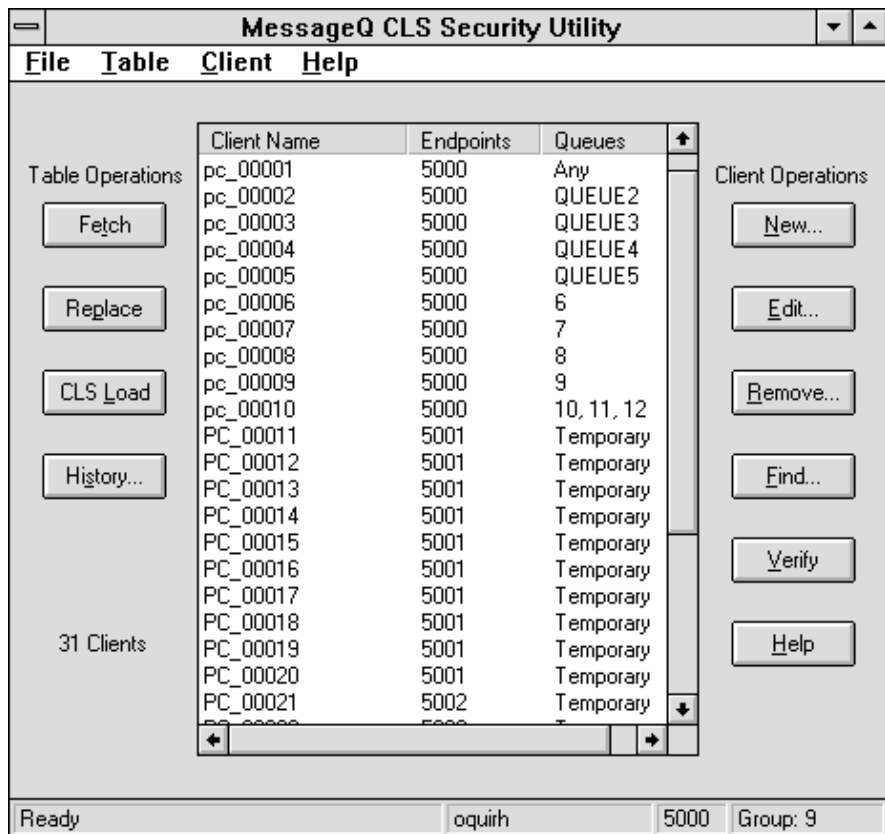 MessageQ CLS Security Utility
File Table Client Help
Client Name Endpoints Queues
Table Operations
Fetch
Replace
CLS Load
History...
31 Clients
pc_00001 5000 Any
pc_00002 5000 QUEUE2
pc_00003 5000 QUEUE3
pc_00004 5000 QUEUE4
pc_00005 5000 QUEUE5
pc_00006 5000 6
pc_00007 5000 7
pc_00008 5000 8
pc_00009 5000 9
pc_00010 5000 10, 11, 12
PC_00011 5001 Temporary
PC_00012 5001 Temporary
PC_00013 5001 Temporary
PC_00014 5001 Temporary
PC_00015 5001 Temporary
PC_00016 5001 Temporary
PC_00017 5001 Temporary
PC_00018 5001 Temporary
PC_00019 5001 Temporary
PC_00020 5001 Temporary
PC_00021 5002 Temporary
Client Operations
New...
Edit...
Remove...
Find...
Verify
Help
Ready oquirh 5000 Group: 9